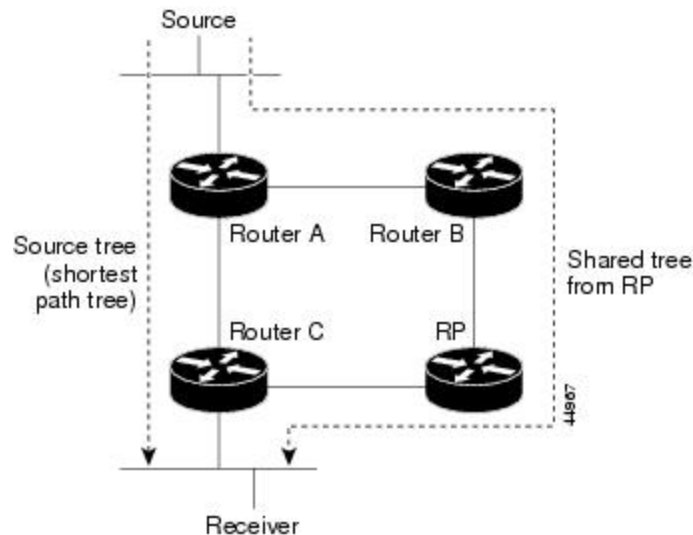 Source
Router A
Router B
Source tree
(shortest
path tree)
Shared tree
from RP
Router C
RP
44967
Receiver